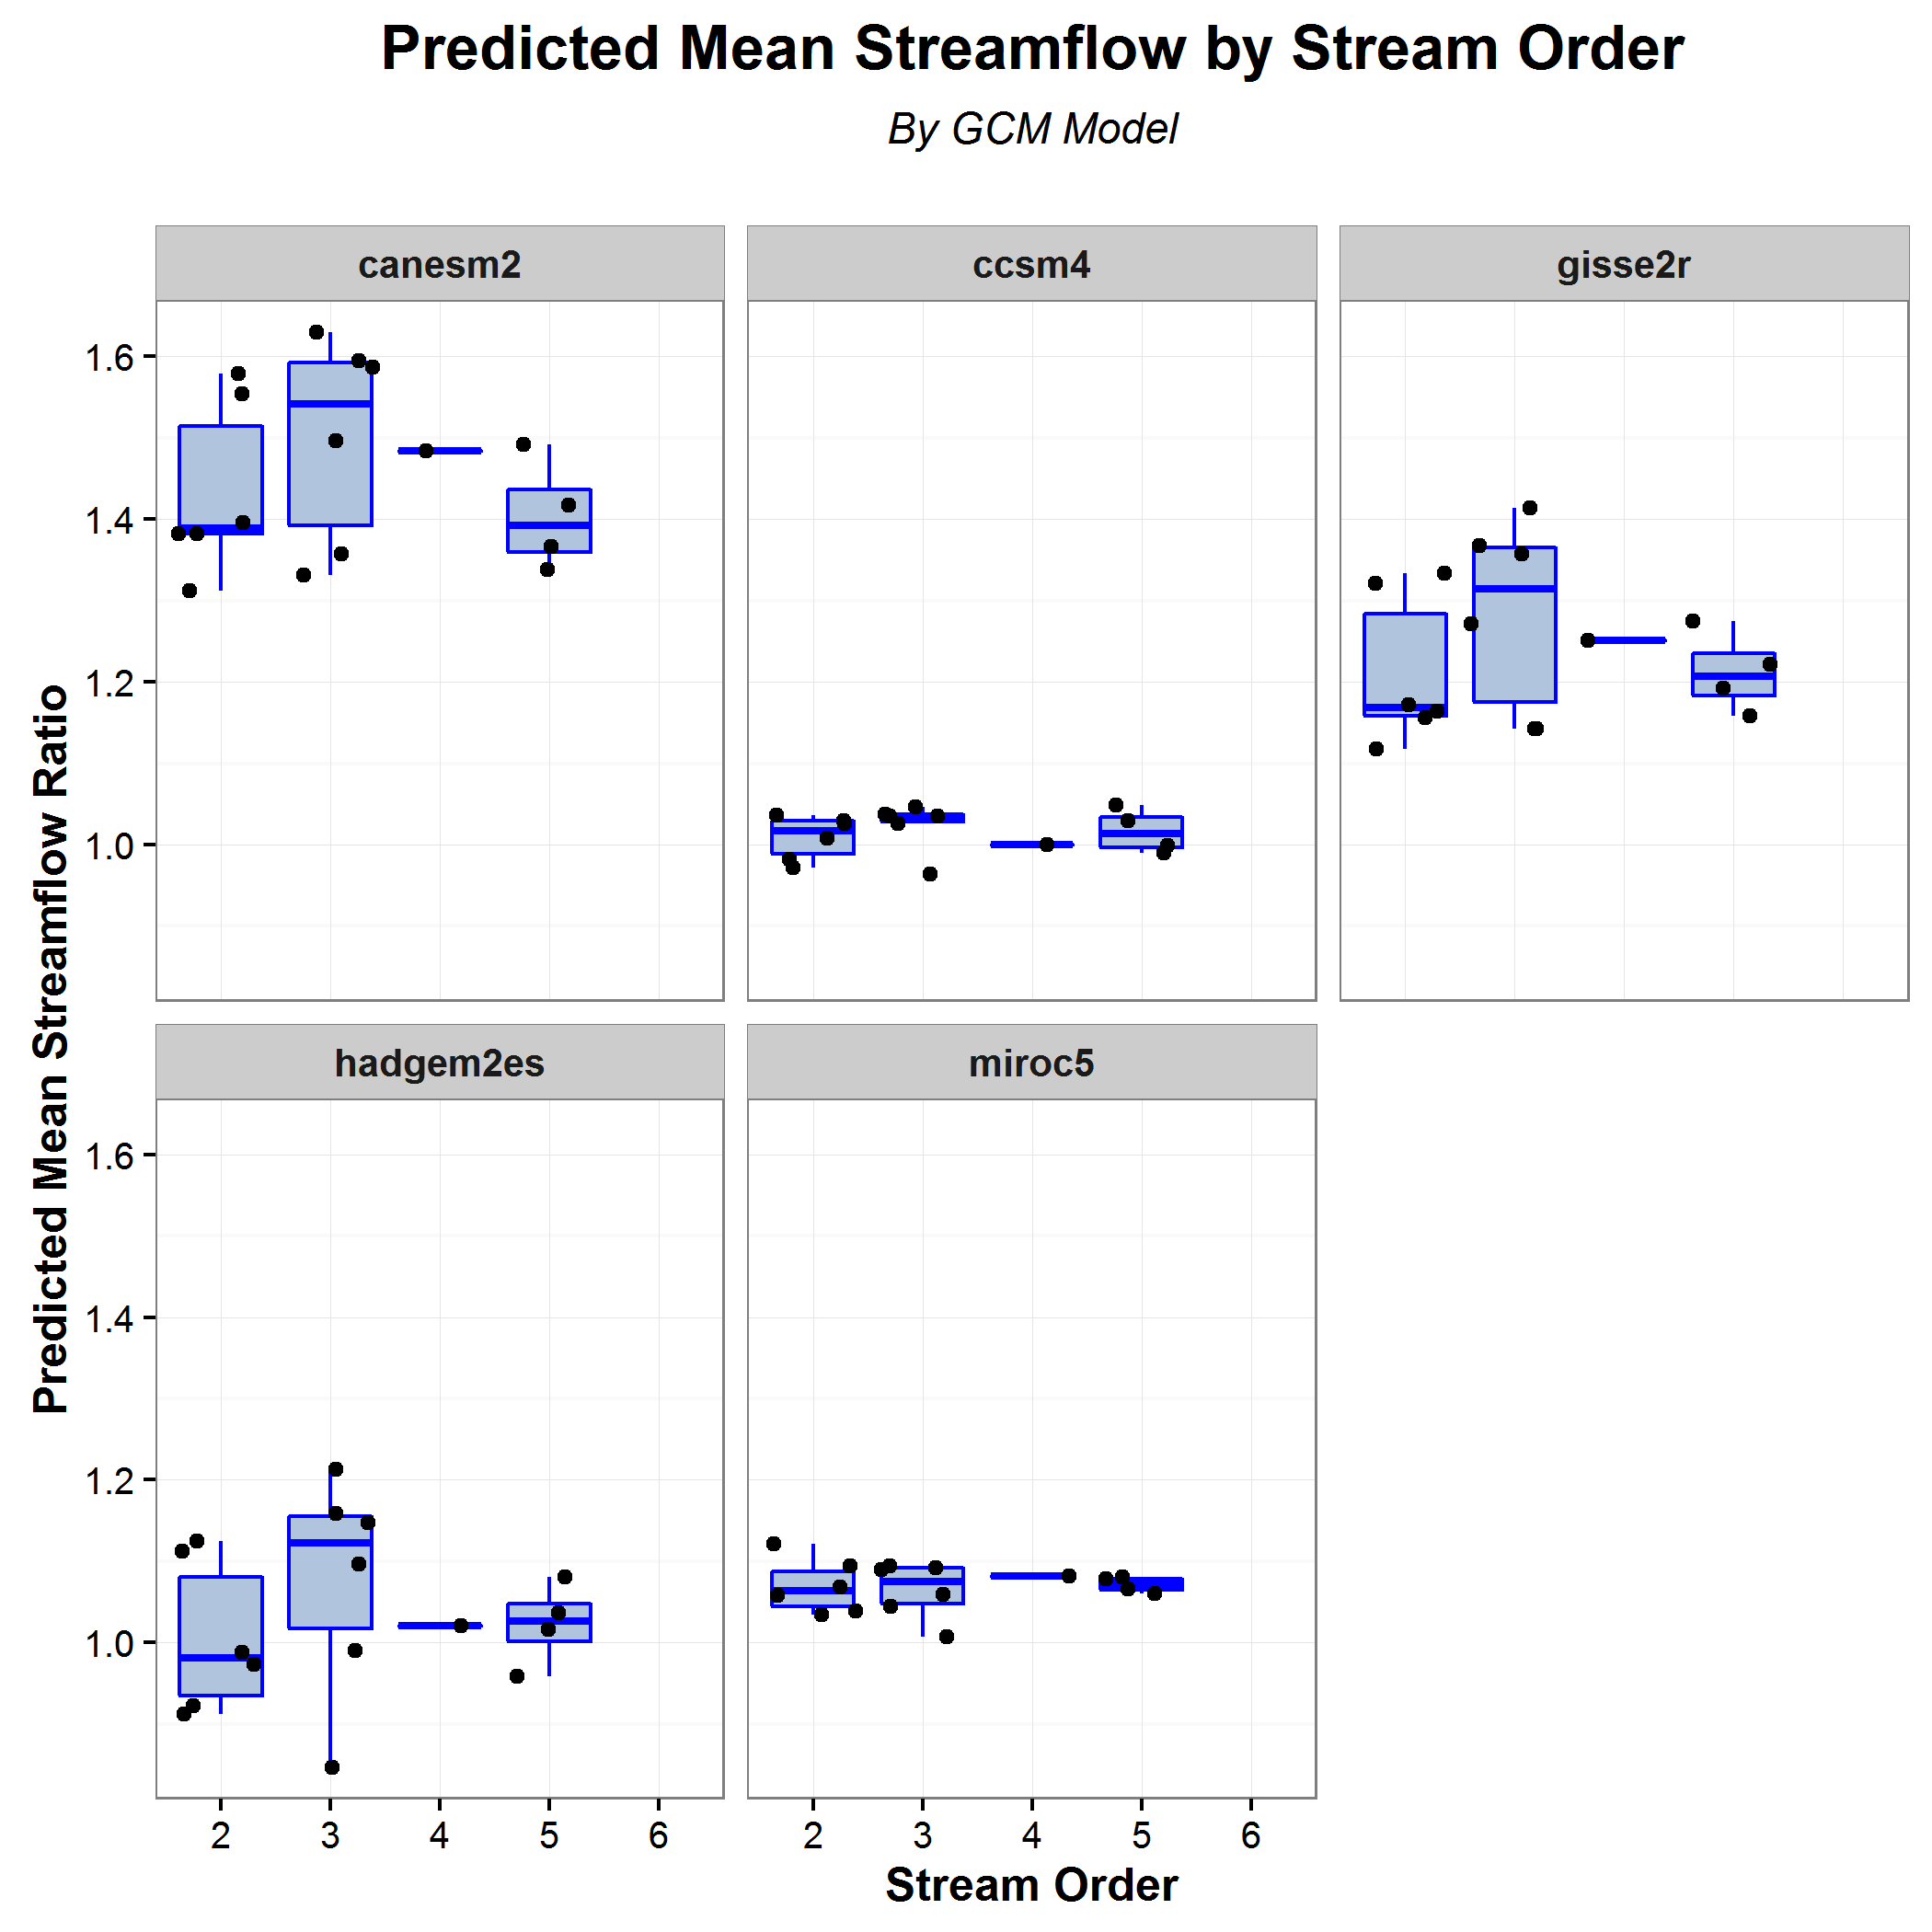 Predicted Mean Streamflow by Stream Order
By GCM Model
canesm2
ccsm4
gisse2r
1.6
1.4
1.2
1.0
Predicted Mean Streamflow Ratio
hadgem2es
miroc5
1.6
1.4
1.2
1.0
2 3 4 5 6
2 3 4 5 6
Stream Order